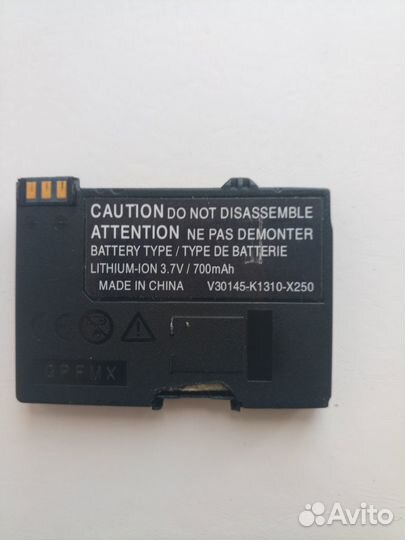 CAUTION DO NOT DISASSEMBLE
ATTENTION NE PAS DEMONTER
BATTERY TYPE / TYPE DE BATTERIE
LITHIUM-ION 3.7V / 700mAh
MADE IN CHINA V30145-K1310-X250
GPFMX
Avito